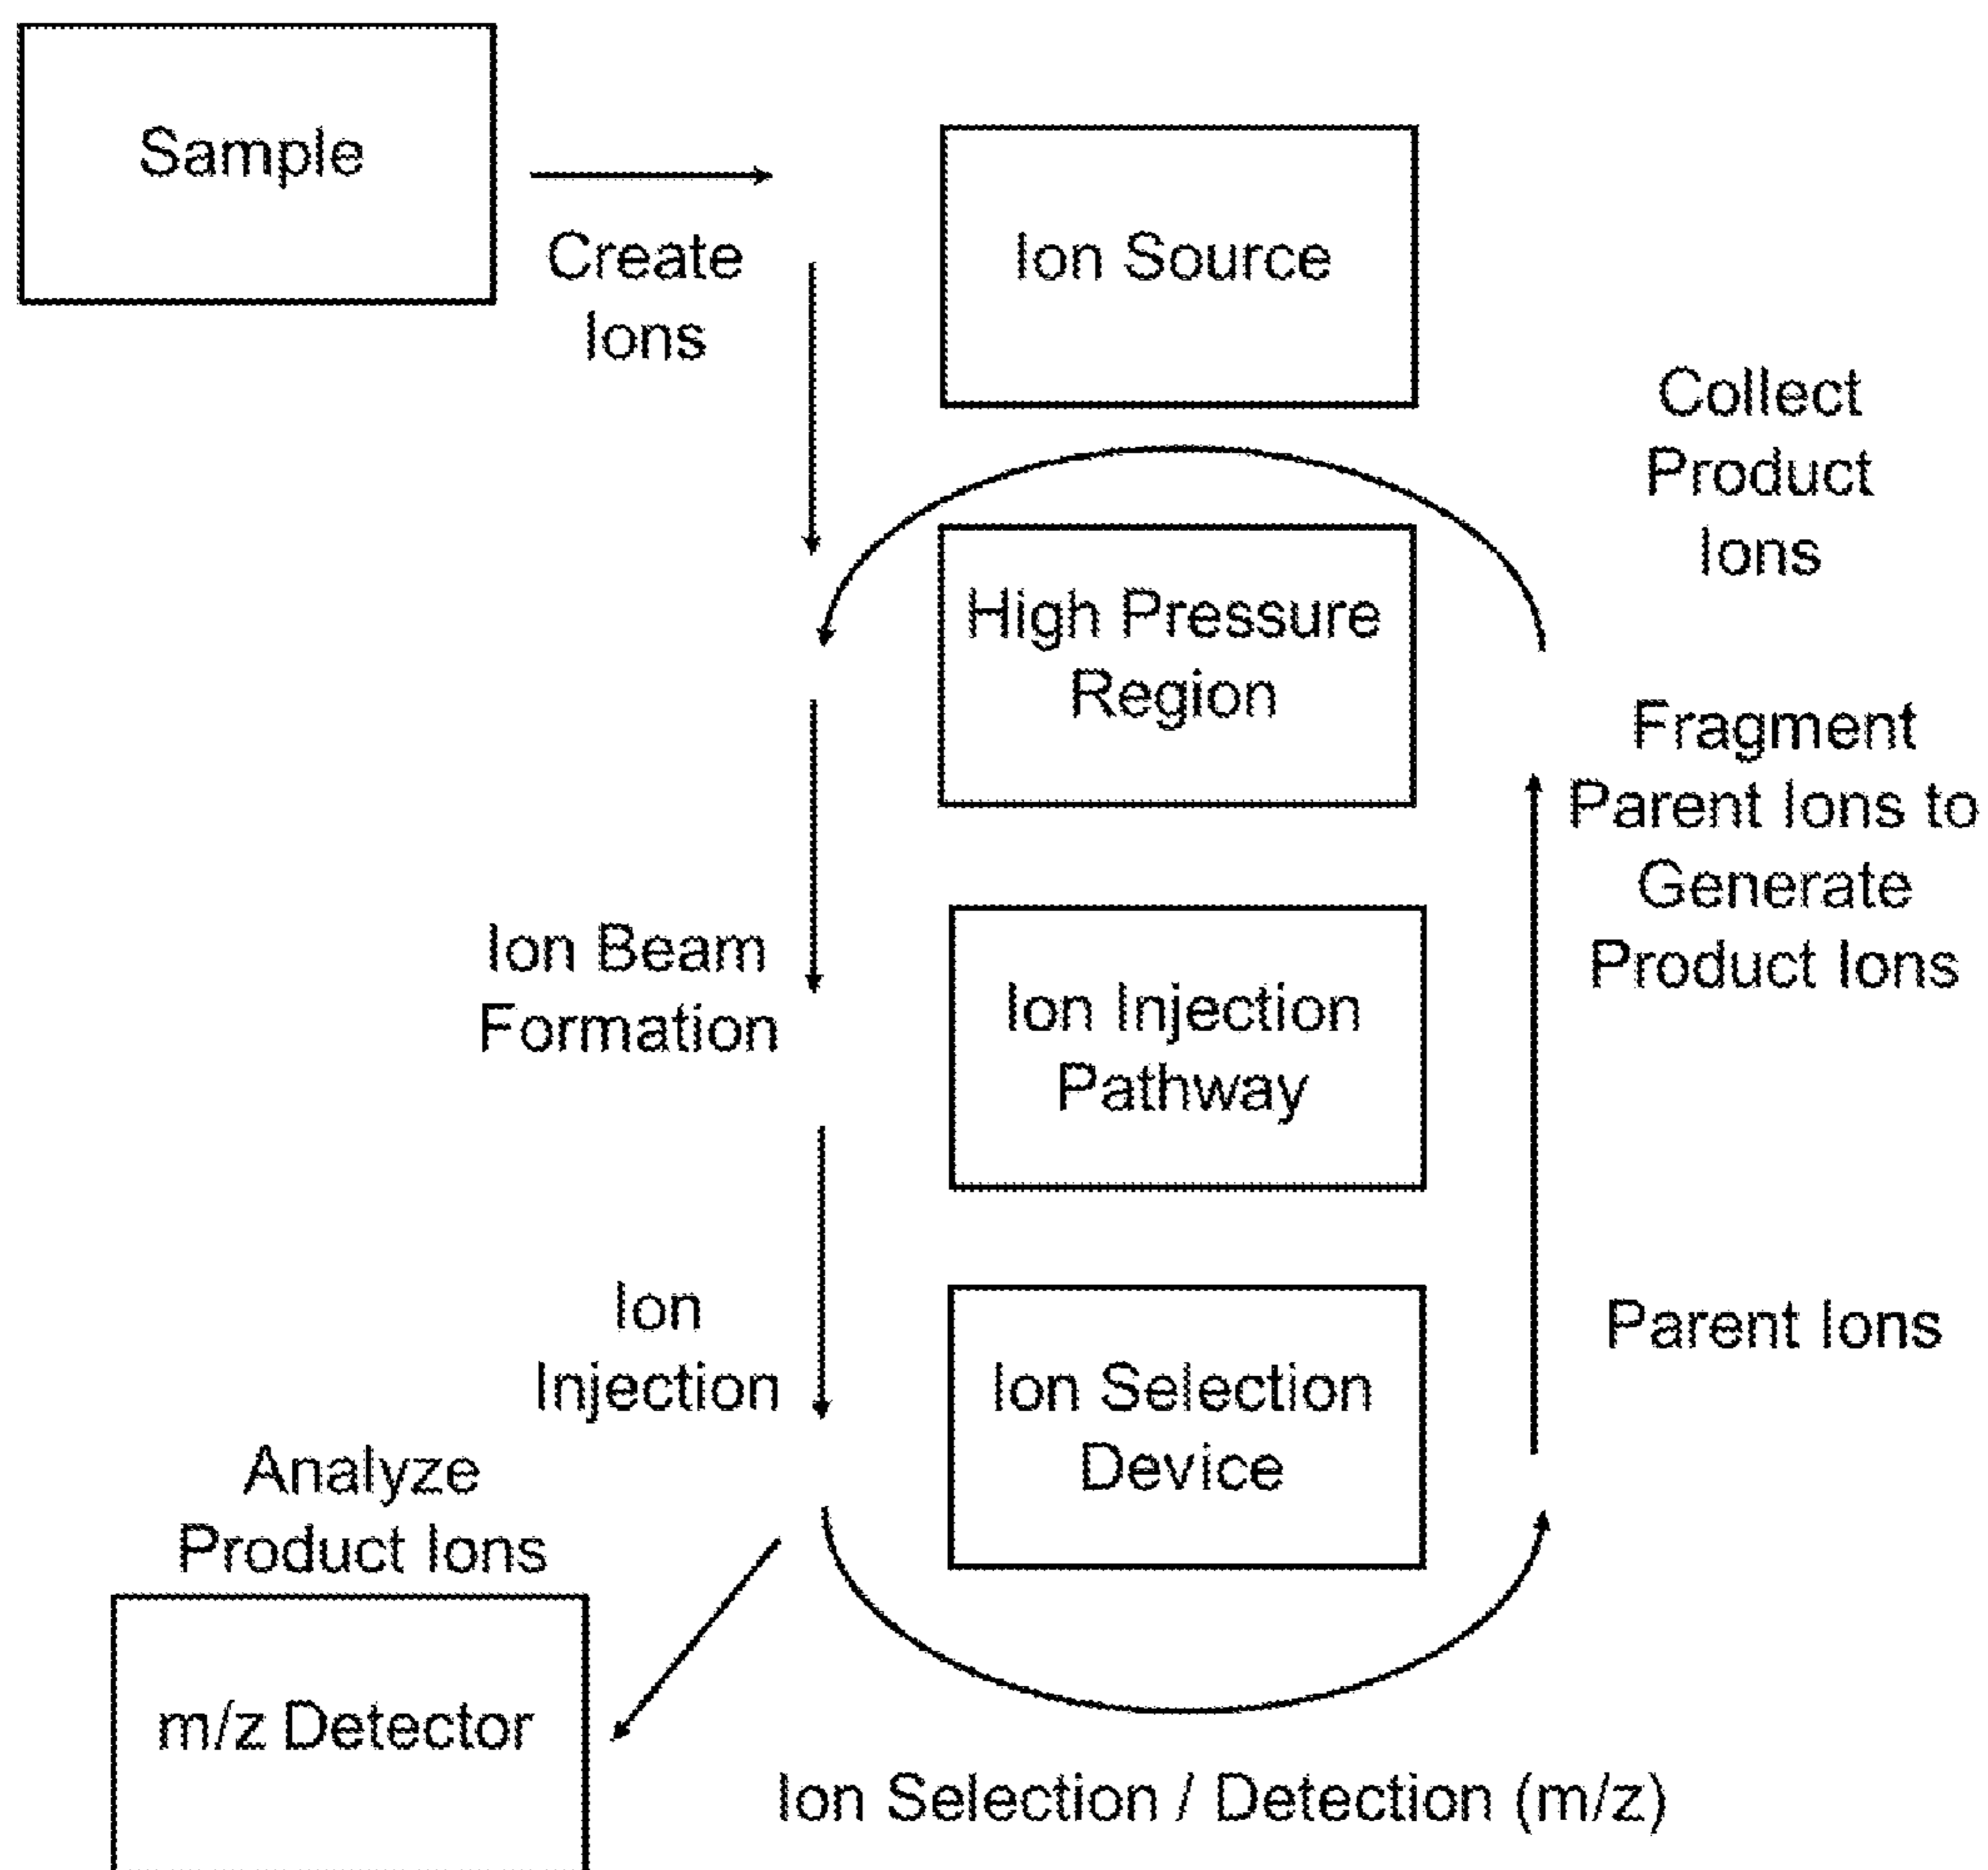 Sample
Create
Ions
Ion Source
Collect
Product
Ions
High Pressure
Region
Fragment
Parent Ions to
Generate
Product Ions
Ion Beam
Formation
Ion Injection
Pathway
Ion
Injection
Ion Selection
Device
Parent Ions
Analyze
Product Ions
m/z Detector
Ion Selection / Detection (m/z)